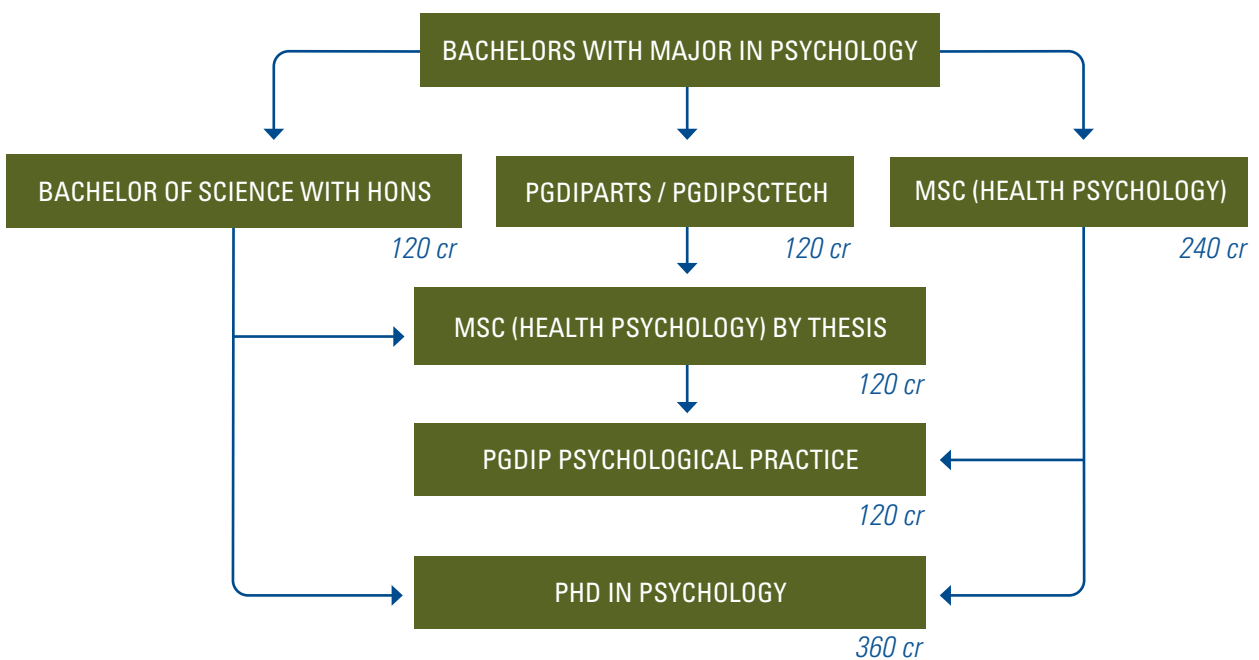 BACHELORS WITH MAJOR IN PSYCHOLOGY
BACHELOR OF SCIENCE WITH HONS
120 cr
PGDIPARTS / PGDIPSCTECH
120 cr
MSC (HEALTH PSYCHOLOGY)
240 cr
MSC (HEALTH PSYCHOLOGY) BY THESIS
120 cr
PGDIP PSYCHOLOGICAL PRACTICE
120 cr
PHD IN PSYCHOLOGY
360 cr